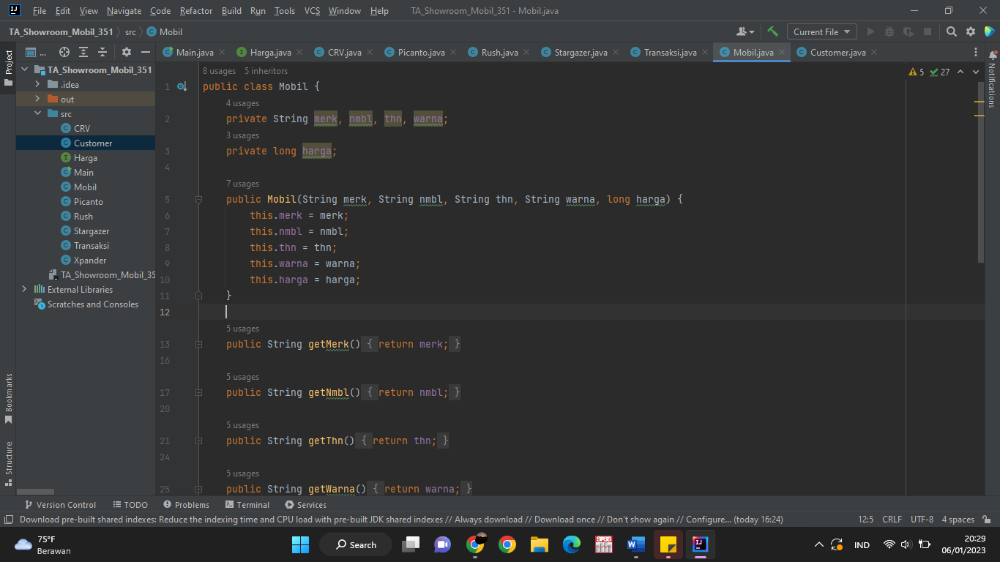 File Edit View Navigate Code Refactor Build Run Tools VCS Window Help TA_Showroom_Mobil_351 - Mobil.java
TA_Showroom_Mobil_351 src Mobil Current File
Project ... Main.java Harga.java CRV.java Picanto.java Rush.java Stargazer.java Transaksi.java Mobil.java Customer.java Notifications
TA_Showroom_Mobil_351
.idea
out
src
CRV
Customer
Harga
Main
Mobil
Picanto
Rush
Stargazer
Transaksi
Xpander
TA_Showroom_Mobil_35
External Libraries
Scratches and Consoles
Bookmarks
Structure
8 usages 5 inheritors 5 27
1 public class Mobil {
4 usages
2 private String merk, nmbl, thn, warna;
3 usages
3 private long harga;
4
7 usages
5 public Mobil(String merk, String nmbl, String thn, String warna, long harga) {
6 this.merk = merk;
7 this.nmbl = nmbl;
8 this.thn = thn;
9 this.warna = warna;
10 this.harga = harga;
11 }
12
5 usages
13 public String getMerk() { return merk; }
16
5 usages
17 public String getNmbl() { return nmbl; }
20
5 usages
21 public String getThn() { return thn; }
24
5 usages
25 public String getWarna() { return warna; }
Version Control TODO Problems Terminal Services
Download pre-built shared indexes: Reduce the indexing time and CPU load with pre-built JDK shared indexes // Always download // Download once // Don't show again // Configure... (today 16:24) 12:5 CRLF UTF-8 4 spaces
75°F
Berawan
Search
SPSS
IND
20:29
06/01/2023